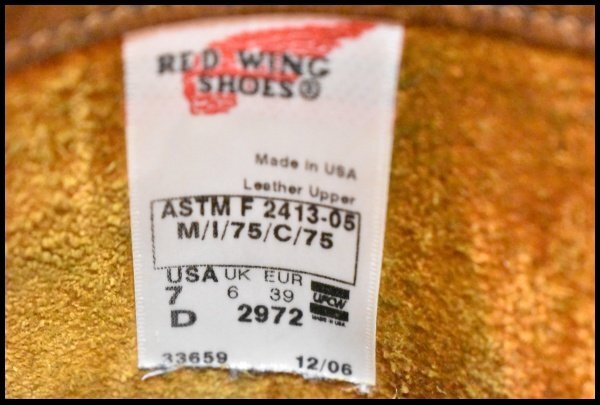 RED WING
SHOES®
Made in USA
Leather Upper
ASTM F 2413-05
M/I/75/C/75
USA UK EUR
7 6 39
UFCW
MADE IN USA
D 2972
33659 12/06